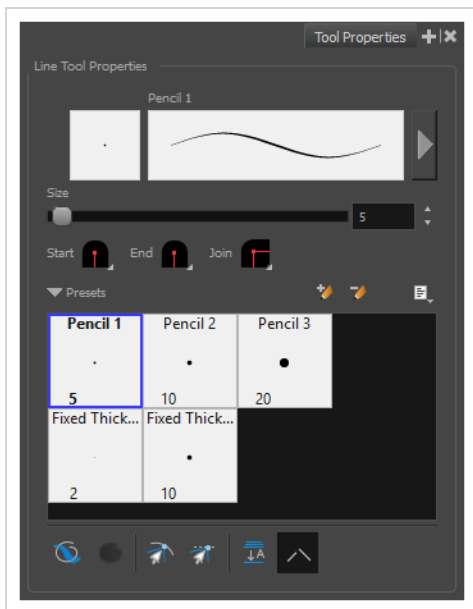 Tool Properties
Line Tool Properties
Pencil 1
Size
5
Start End Join
Presets
Pencil 1 Pencil 2 Pencil 3
5 10 20
Fixed Thick... Fixed Thick...
2 10